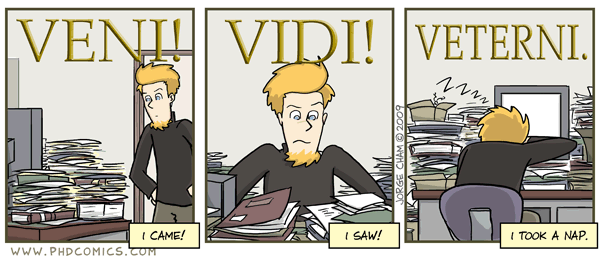 VENI!
I CAME!
VIDI!
I SAW!
JORGE CHAM © 2009
VETERNI.
I TOOK A NAP.
WWW.PHDCOMICS.COM